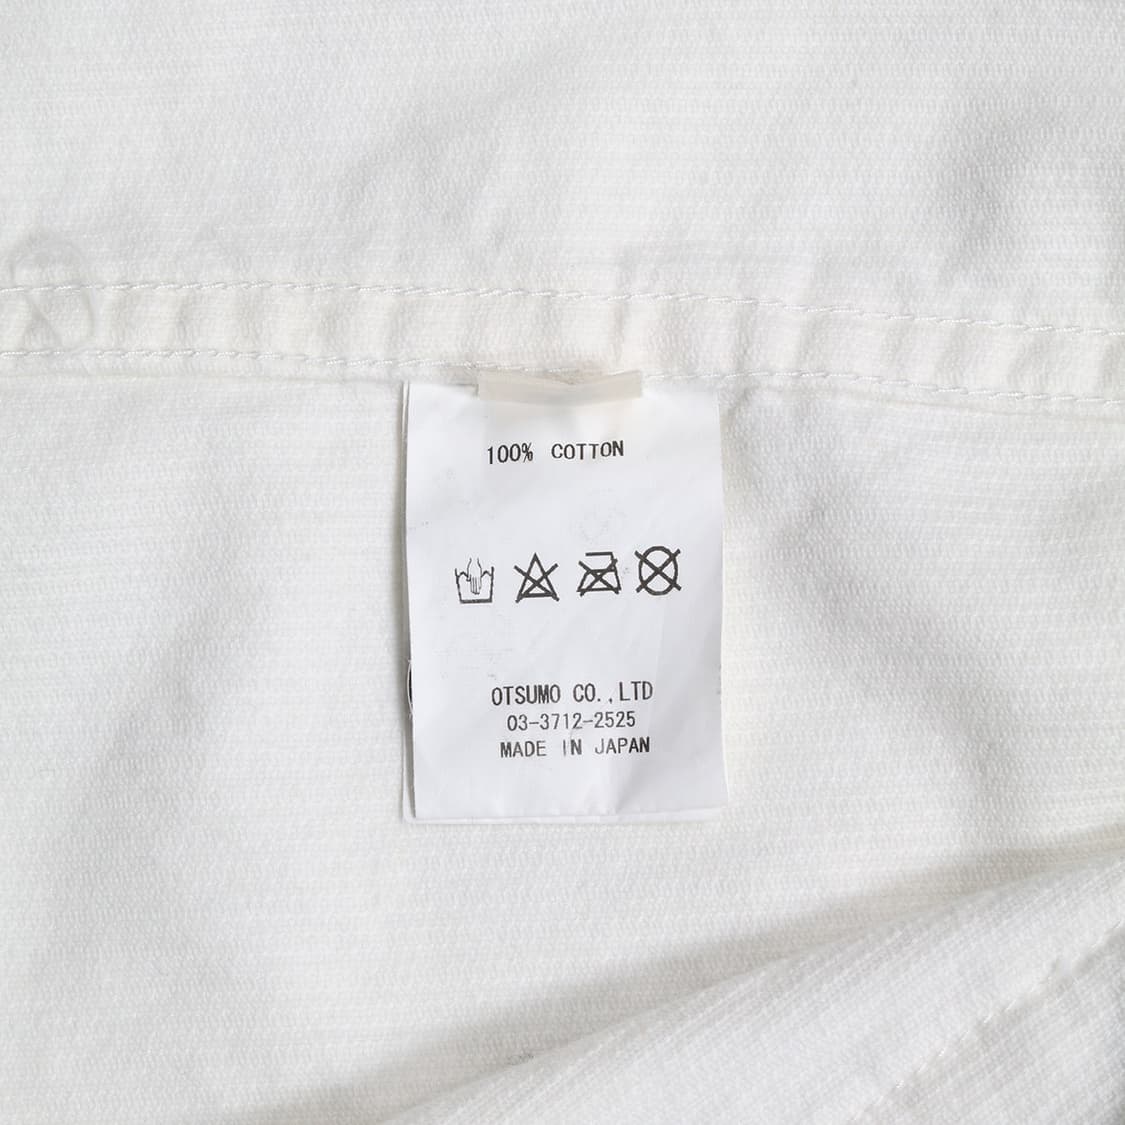 100% COTTON
OTSUMO CO.,LTD
03-3712-2525
MADE IN JAPAN